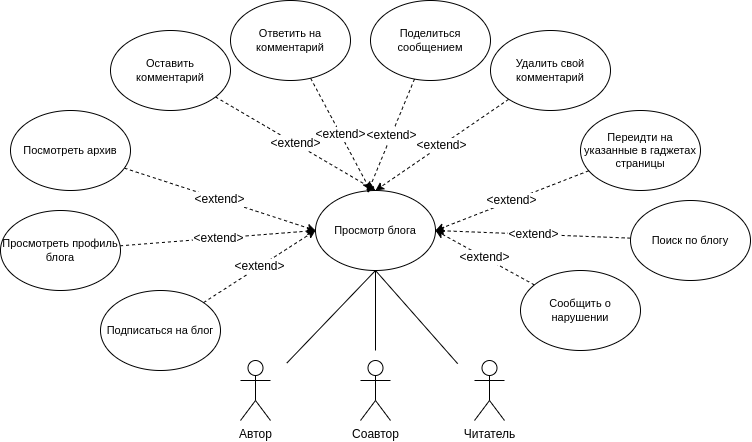 Ответить на
комментарий
Поделиться
сообщением
Оставить
комментарий
Удалить свой
комментарий
<extend>
<extend>
<extend>
<extend>
Посмотреть архив
Переидти на
указанные в гаджетах
страницы
<extend>
<extend>
Просмотр блога
Просмотреть профиль
блога
<extend>
<extend>
Поиск по блогу
<extend>
<extend>
Подписаться на блог
Сообщить о
нарушении
Автор
Соавтор
Читатель